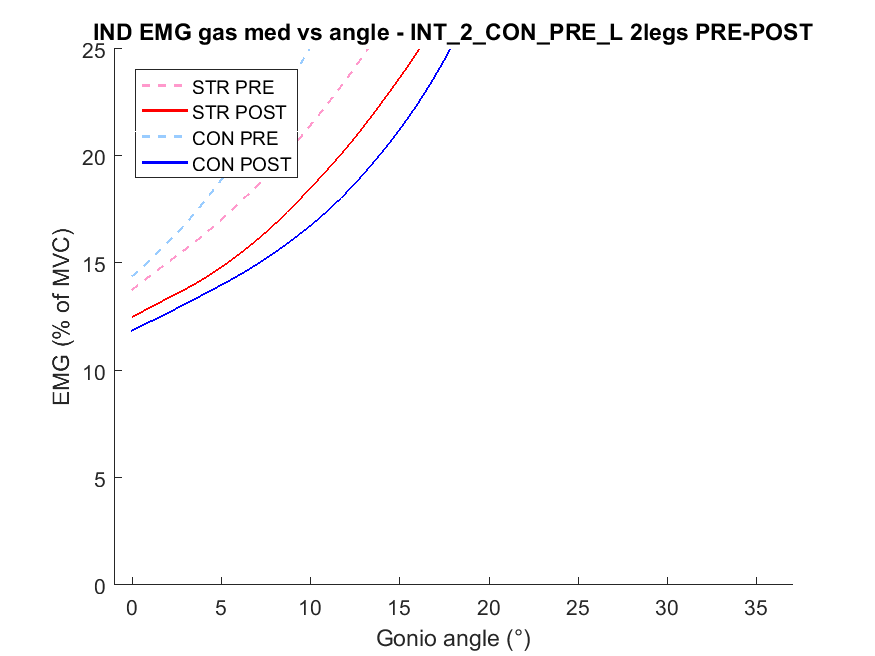 IND EMG gas med vs angle - INT_2_CON_PRE_L 2legs PRE-POST
25
STR PRE
STR POST
CON PRE
CON POST
20
15
10
5
0
EMG (% of MVC)
0 5 10 15 20 25 30 35
Gonio angle (°)